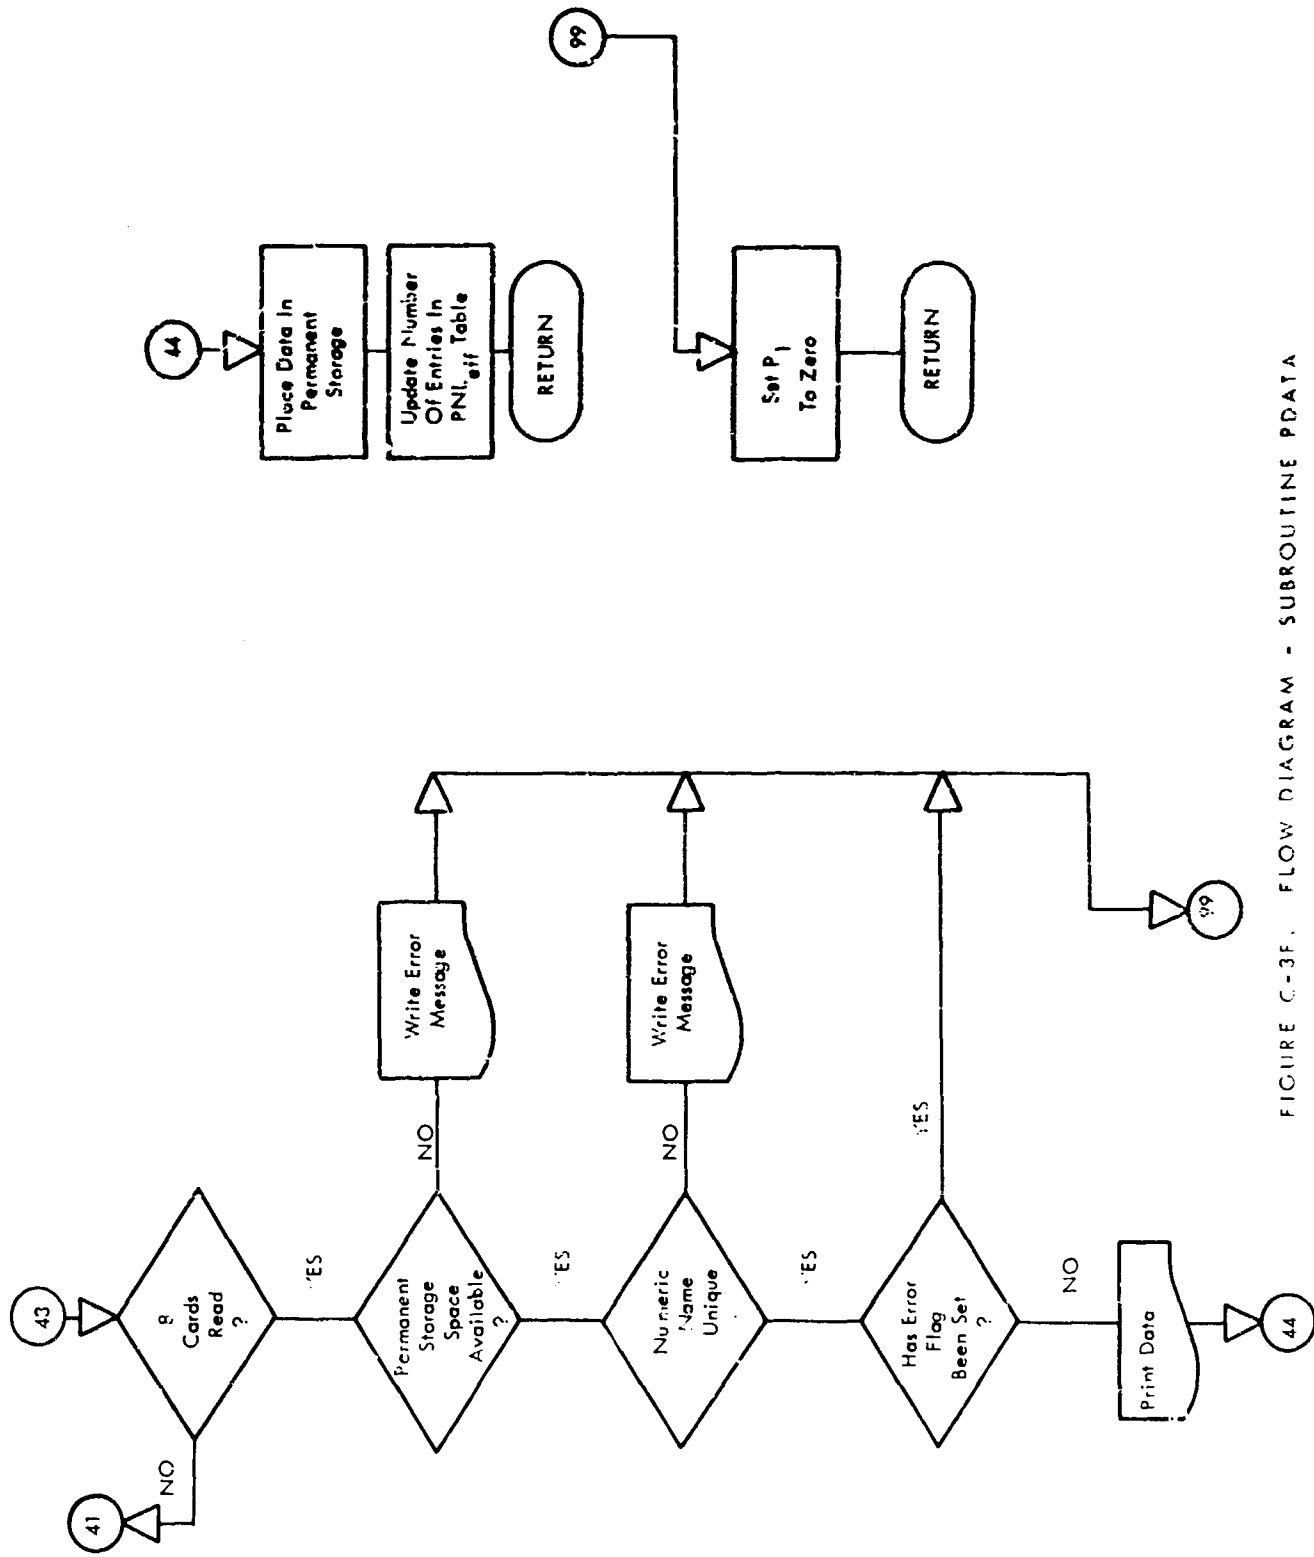 43
8
Cards
Read
?
NO
41
YES
Permanent
Storage
Space
Available
?
NO
Write Error
Message
YES
Numeric
Name
Unique
NO
Write Error
Message
YES
Has Error
Flag
Been Set
?
YES
99
NO
Print Data
44
44
Place Data In
Permanent
Storage
Update Number
Of Entries In
PNLeff Table
RETURN
99
Set P1
To Zero
RETURN
FIGURE C-3F. FLOW DIAGRAM - SUBROUTINE PDATA